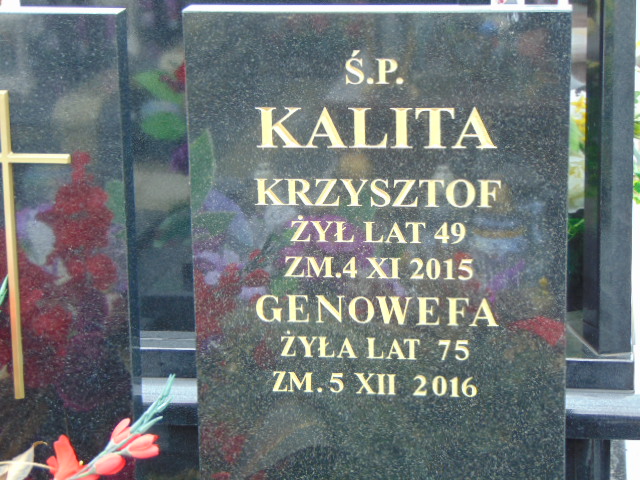 Ś.P.
KALITA
KRZYSZTOF
ŻYŁ LAT 49
ZM.4 XI 2015
GENOWEFA
ŻYŁA LAT 75
ZM.5 XII 2016